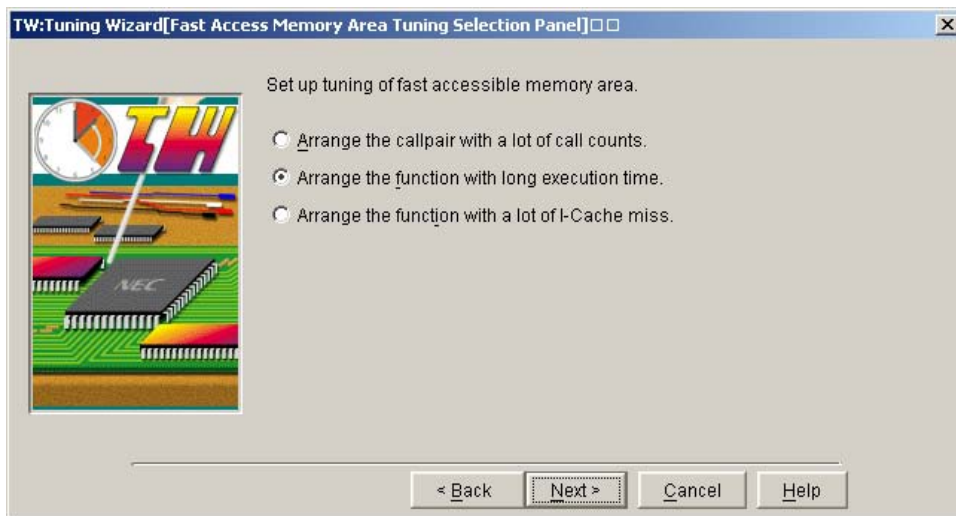 TW:Tuning Wizard[Fast Access Memory Area Tuning Selection Panel]□□
Set up tuning of fast accessible memory area.
TW
NEC
Arrange the callpair with a lot of call counts.
Arrange the function with long execution time.
Arrange the function with a lot of I-Cache miss.
< Back
Next >
Cancel
Help